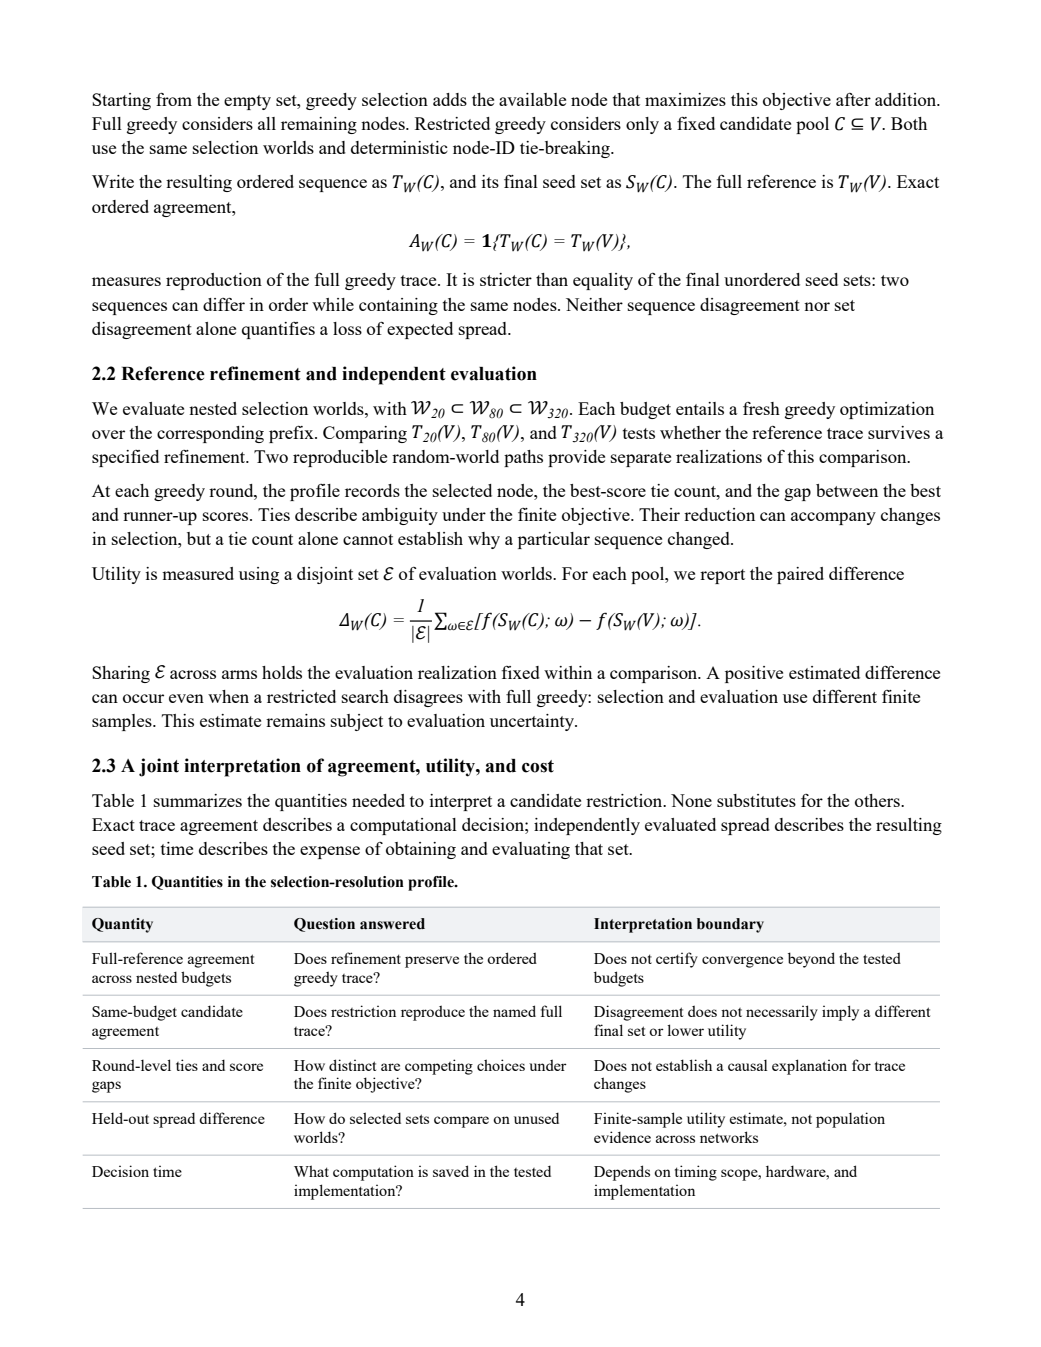 Starting from the empty set, greedy selection adds the available node that maximizes this objective after addition.
Full greedy considers all remaining nodes. Restricted greedy considers only a fixed candidate pool C ⊆ V. Both
use the same selection worlds and deterministic node-ID tie-breaking.
Write the resulting ordered sequence as T_W(C), and its final seed set as S_W(C). The full reference is T_W(V). Exact
ordered agreement,
A_W(C) = 1{T_W(C) = T_W(V)},
measures reproduction of the full greedy trace. It is stricter than equality of the final unordered seed sets: two
sequences can differ in order while containing the same nodes. Neither sequence disagreement nor set
disagreement alone quantifies a loss of expected spread.
2.2 Reference refinement and independent evaluation
We evaluate nested selection worlds, with 𝒲_20 ⊂ 𝒲_80 ⊂ 𝒲_320. Each budget entails a fresh greedy optimization
over the corresponding prefix. Comparing T_20(V), T_80(V), and T_320(V) tests whether the reference trace survives a
specified refinement. Two reproducible random-world paths provide separate realizations of this comparison.
At each greedy round, the profile records the selected node, the best-score tie count, and the gap between the best
and runner-up scores. Ties describe ambiguity under the finite objective. Their reduction can accompany changes
in selection, but a tie count alone cannot establish why a particular sequence changed.
Utility is measured using a disjoint set ℰ of evaluation worlds. For each pool, we report the paired difference
Δ_W(C) = 1/|ℰ| ∑_ω∈ℰ[f(S_W(C); ω) − f(S_W(V); ω)].
Sharing ℰ across arms holds the evaluation realization fixed within a comparison. A positive estimated difference
can occur even when a restricted search disagrees with full greedy: selection and evaluation use different finite
samples. This estimate remains subject to evaluation uncertainty.
2.3 A joint interpretation of agreement, utility, and cost
Table 1 summarizes the quantities needed to interpret a candidate restriction. None substitutes for the others.
Exact trace agreement describes a computational decision; independently evaluated spread describes the resulting
seed set; time describes the expense of obtaining and evaluating that set.
Table 1. Quantities in the selection-resolution profile.
Quantity Question answered Interpretation boundary
Full-reference agreement Does refinement preserve the ordered Does not certify convergence beyond the tested
across nested budgets greedy trace? budgets
Same-budget candidate Does restriction reproduce the named full Disagreement does not necessarily imply a different
agreement trace? final set or lower utility
Round-level ties and score How distinct are competing choices under Does not establish a causal explanation for trace
gaps the finite objective? changes
Held-out spread difference How do selected sets compare on unused Finite-sample utility estimate, not population
worlds? evidence across networks
Decision time What computation is saved in the tested Depends on timing scope, hardware, and
implementation? implementation
4